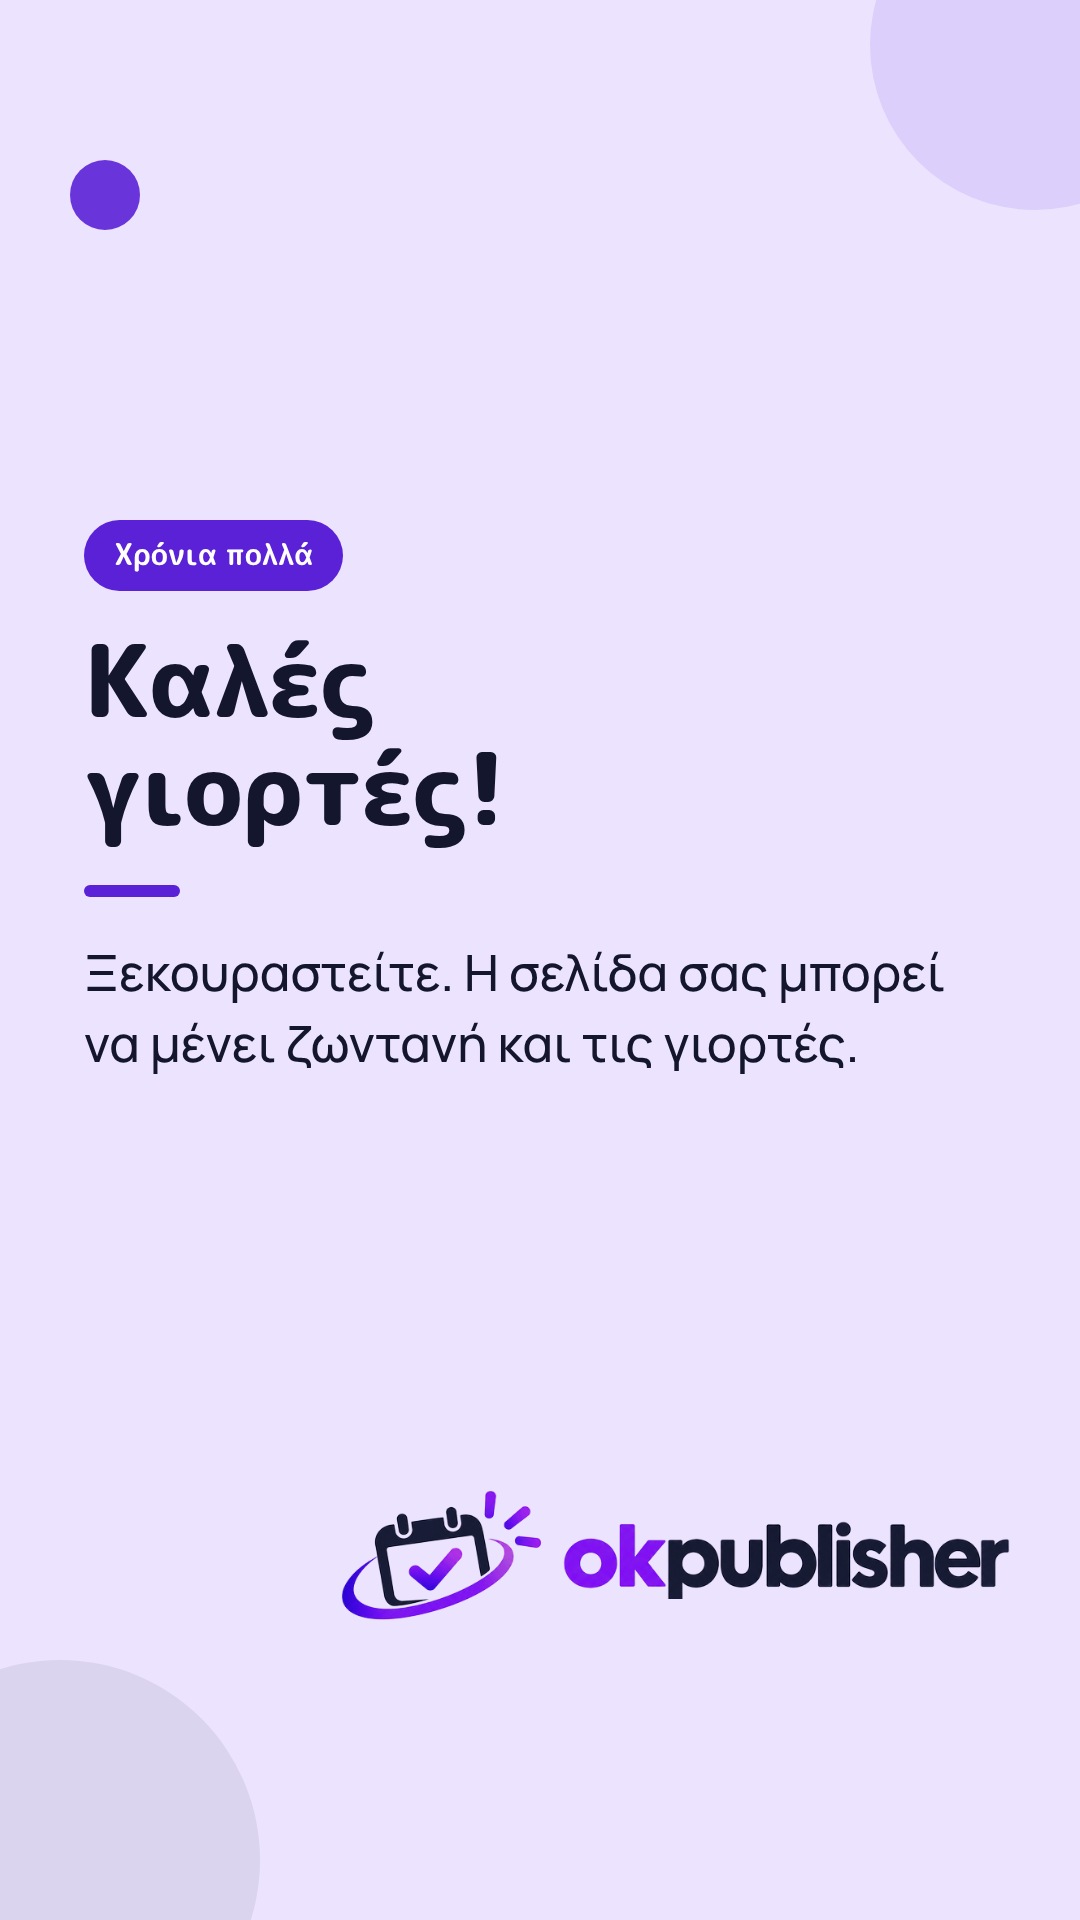 Χρόνια πολλά
Καλές
γιορτές!
Ξεκουραστείτε. Η σελίδα σας μπορεί
να μένει ζωντανή και τις γιορτές.
okpublisher